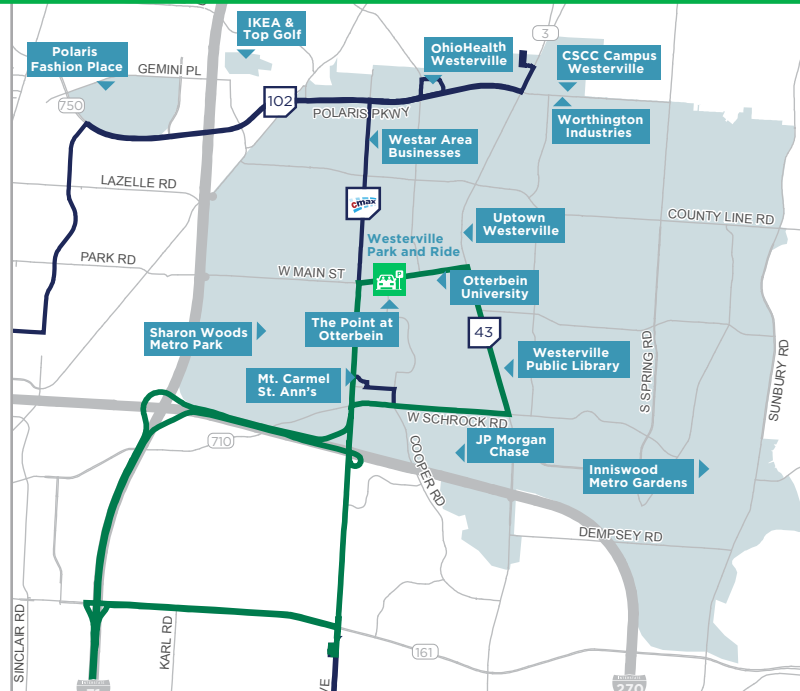 IKEA &
Top Golf
3
Polaris
Fashion Place
GEMINI PL
OhioHealth
Westerville
CSCC Campus
Westerville
750
102
POLARIS PKWY
Worthington
Industries
Westar Area
Businesses
LAZELLE RD
cmax
Uptown
Westerville
COUNTY LINE RD
Westerville
Park and Ride
PARK RD
W MAIN ST
P
Otterbein
University
The Point at
Otterbein
Sharon Woods
Metro Park
43
Westerville
Public Library
S SPRING RD
SUNBURY RD
Mt. Carmel
St. Ann's
W SCHROCK RD
710
JP Morgan
Chase
COOPER RD
Inniswood
Metro Gardens
DEMPSEY RD
SINCLAIR RD
KARL RD
161
VE
270